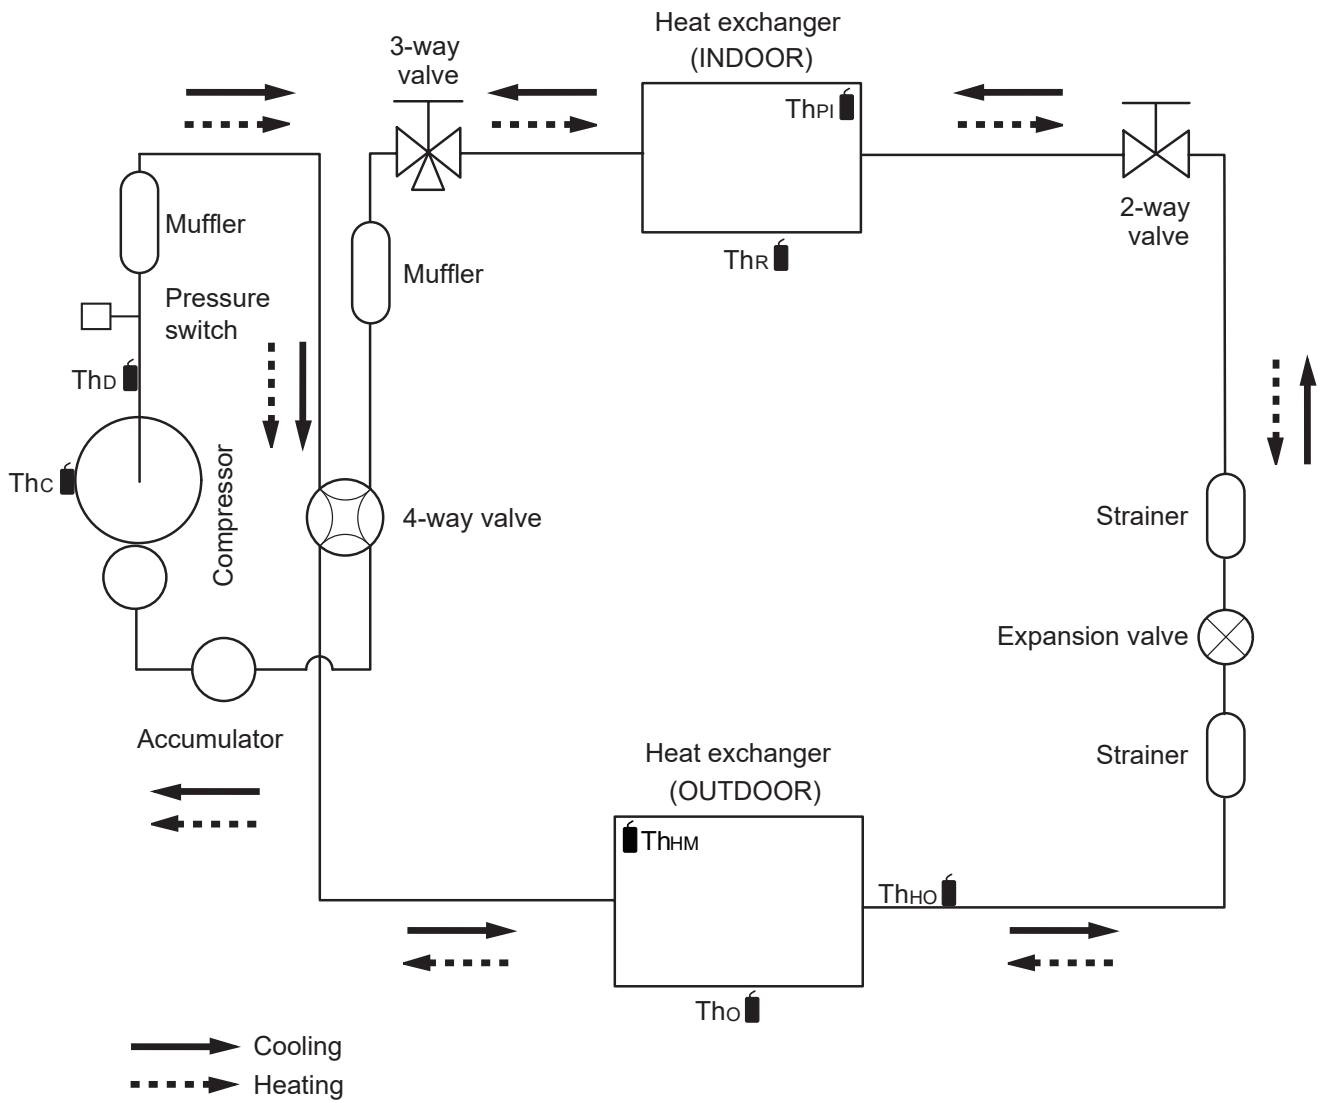 Heat exchanger
(INDOOR)
3-way
valve
ThPI
2-way
valve
Muffler
ThR
Muffler
Pressure
switch
ThD
ThC
Compressor
4-way valve
Strainer
Expansion valve
Accumulator
Strainer
Heat exchanger
(OUTDOOR)
ThHM
ThHO
ThO
Cooling
Heating